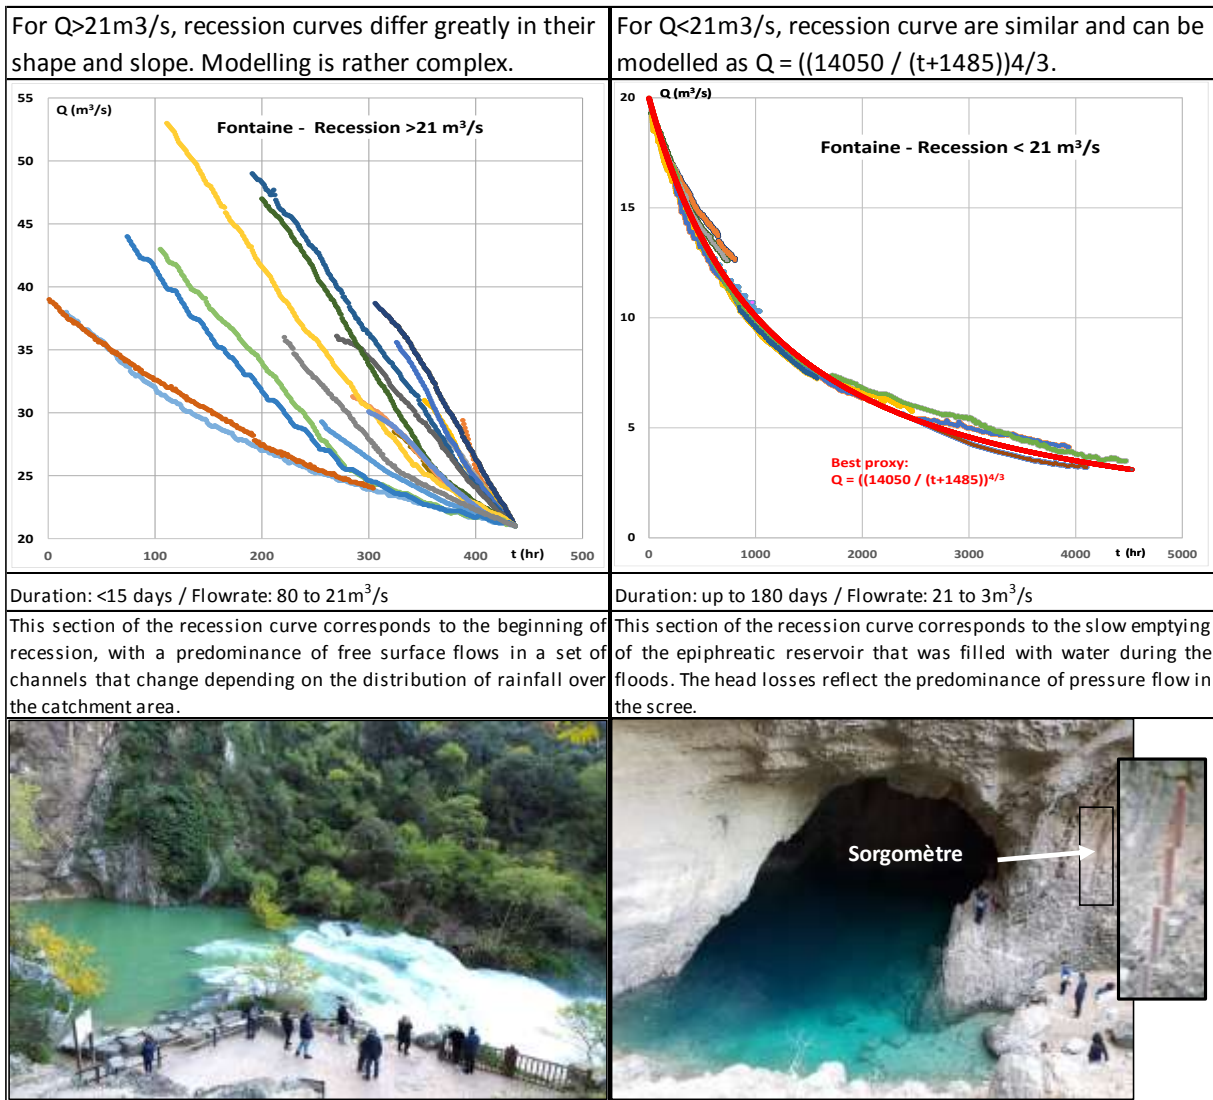 For Q>21m3/s, recession curves differ greatly in their
shape and slope. Modelling is rather complex.
For Q<21m3/s, recession curve are similar and can be
modelled as Q = ((14050 / (t+1485))4/3.
55
50
45
40
35
30
25
20
Q (m³/s)
Fontaine - Recession >21 m³/s
0 100 200 300 400 500
t (hr)
20
15
10
5
0
Q (m³/s)
Fontaine - Recession < 21 m³/s
Best proxy:
Q = ((14050 / (t+1485))⁴/³
0 1000 2000 3000 4000 5000
t (hr)
Duration: <15 days / Flowrate: 80 to 21m³/s
Duration: up to 180 days / Flowrate: 21 to 3m³/s
This section of the recession curve corresponds to the beginning of
recession, with a predominance of free surface flows in a set of
channels that change depending on the distribution of rainfall over
the catchment area.
This section of the recession curve corresponds to the slow emptying
of the epiphreatic reservoir that was filled with water during the
floods. The head losses reflect the predominance of pressure flow in
the scree.
Sorgomètre